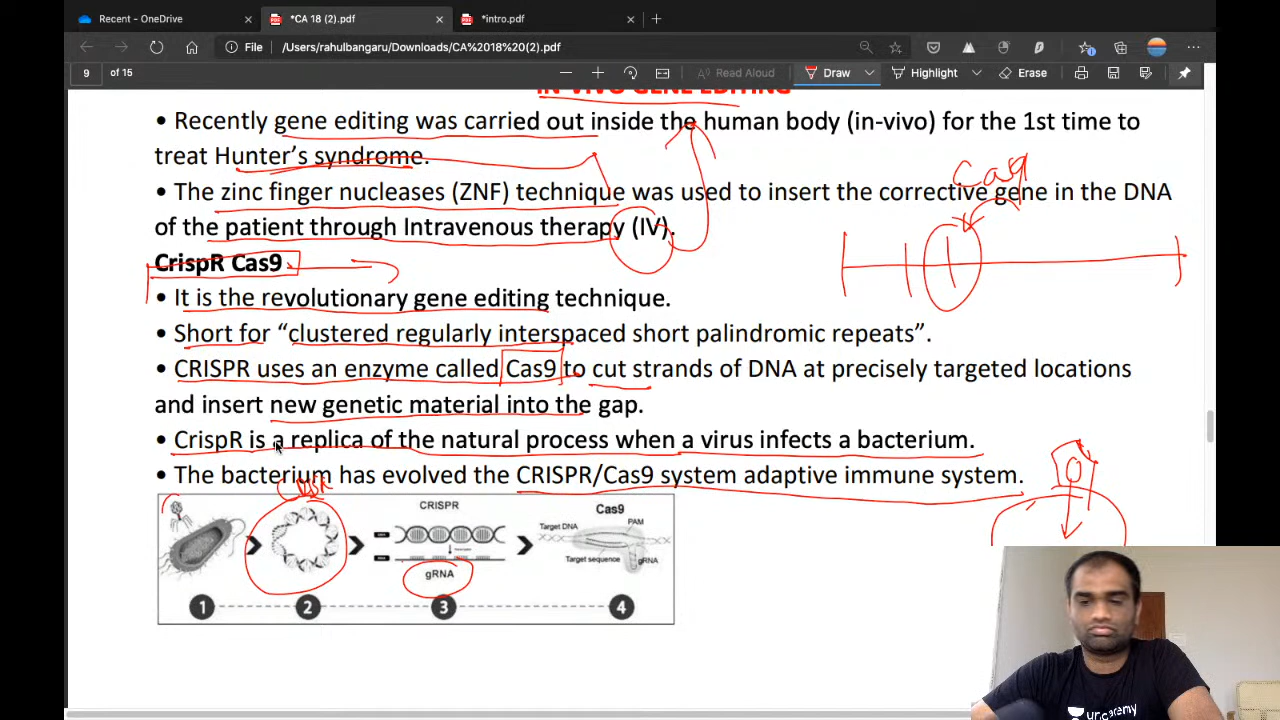 Recent - OneDrive
*CA 18 (2).pdf
*intro.pdf
File
/Users/rahulbangaru/Downloads/CA%2018%20(2).pdf
9 of 15
Read Aloud
Draw
Highlight
Erase
IN-VIVO GENE EDITING
• Recently gene editing was carried out inside the human body (in-vivo) for the 1st time to
treat Hunter's syndrome.
Cas9
• The zinc finger nucleases (ZNF) technique was used to insert the corrective gene in the DNA
of the patient through Intravenous therapy (IV).
CrispR Cas9
• It is the revolutionary gene editing technique.
• Short for “clustered regularly interspaced short palindromic repeats”.
• CRISPR uses an enzyme called Cas9 to cut strands of DNA at precisely targeted locations
and insert new genetic material into the gap.
• CrispR is a replica of the natural process when a virus infects a bacterium.
• The bacterium has evolved the CRISPR/Cas9 system adaptive immune system.
CRISPR
Cas9
Target DNA
PAM
Target sequence
gRNA
gRNA
1
2
3
4
unacademy